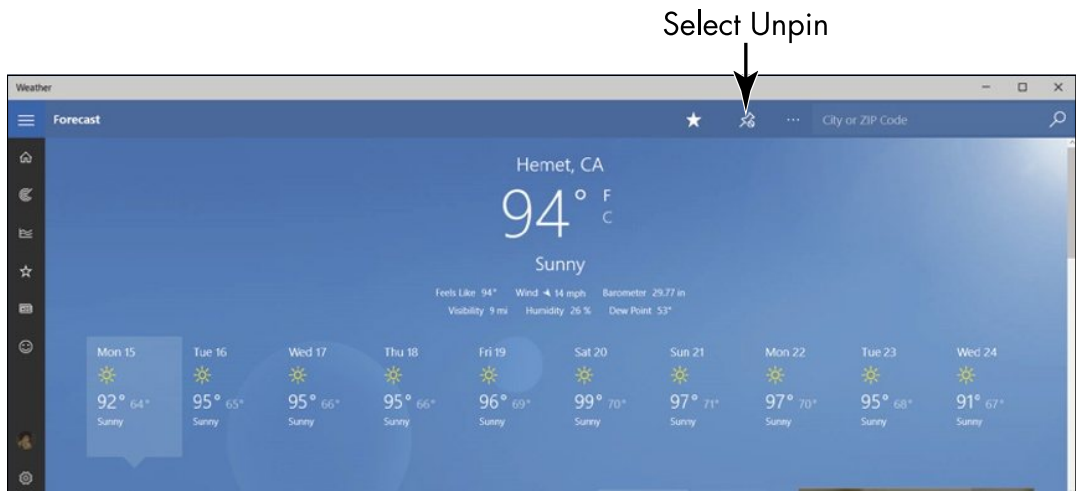 Select Unpin
Weather
Forecast
City or ZIP Code
Hemet, CA
94° F
C
Sunny
Feels Like 94° Wind 14 mph Barometer 29.77 in
Visibility 9 mi Humidity 26 % Dew Point 53°
Mon 15 Tue 16 Wed 17 Thu 18 Fri 19 Sat 20 Sun 21 Mon 22 Tue 23 Wed 24
92° 64° 95° 65° 95° 66° 95° 66° 96° 69° 99° 70° 97° 71° 97° 70° 95° 68° 91° 67°
Sunny Sunny Sunny Sunny Sunny Sunny Sunny Sunny Sunny Sunny